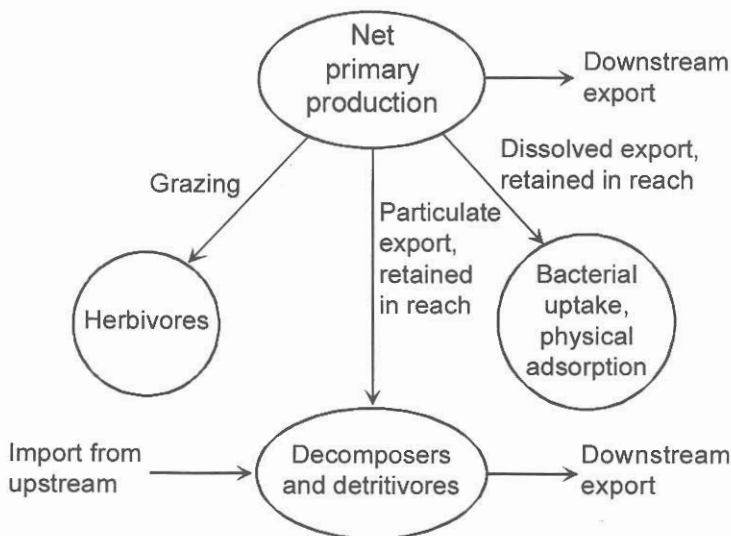 Net
primary
production
Downstream
export
Grazing
Particulate
export,
retained
in reach
Dissolved export,
retained in reach
Herbivores
Bacterial
uptake,
physical
adsorption
Import from
upstream
Decomposers
and detritivores
Downstream
export